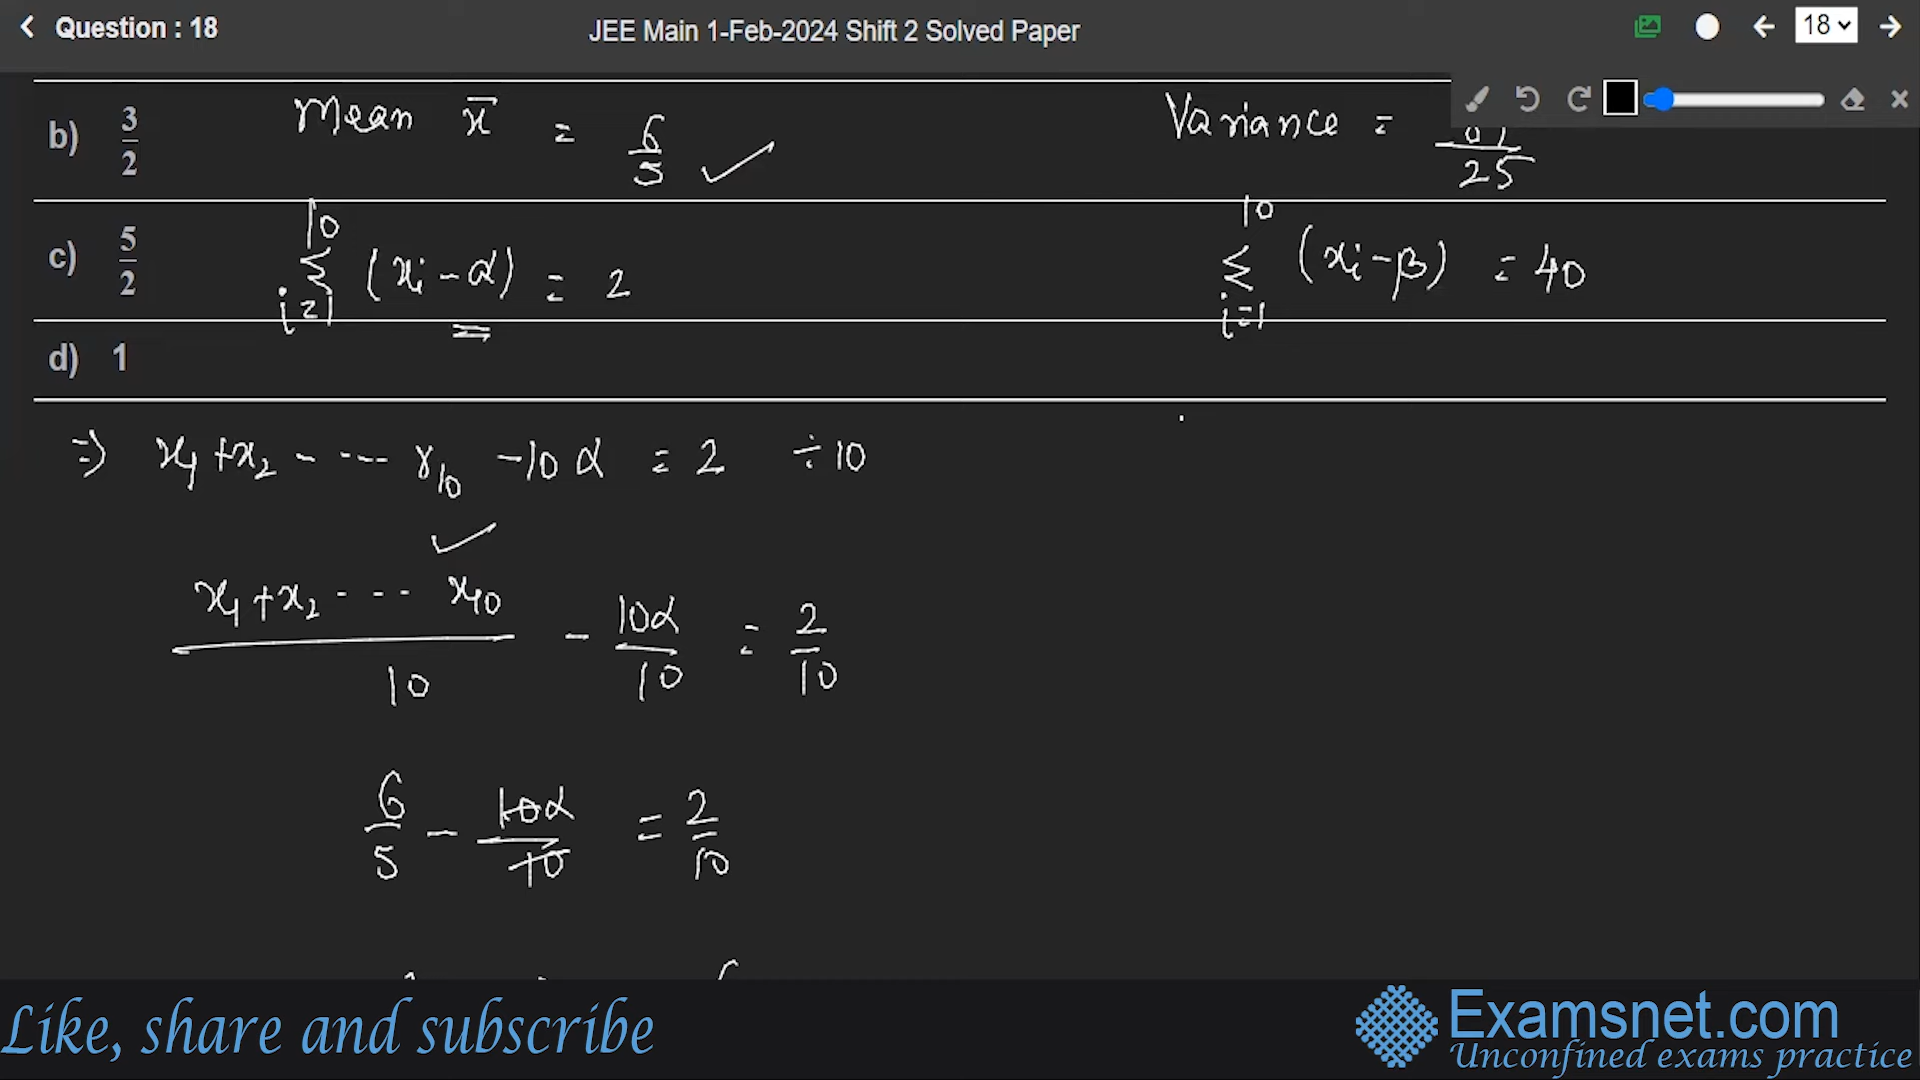 Question : 18
JEE Main 1-Feb-2024 Shift 2 Solved Paper
18
b) 3/2
Mean x̄ = 6/5 ✓
Variance = /25
c) 5/2
10 Σ i=1 (xi - α) = 2
10 Σ i=1 (xi - β) = 40
d) 1
=> x1 + x2 - - --- x10 - 10 α = 2 ÷ 10
✓
x1 + x2 - - - - x10 / 10 - 10α/10 = 2/10
6/5 - 10α/10 = 2/10
Like, share and subscribe
Examsnet.com
Unconfined exams practice